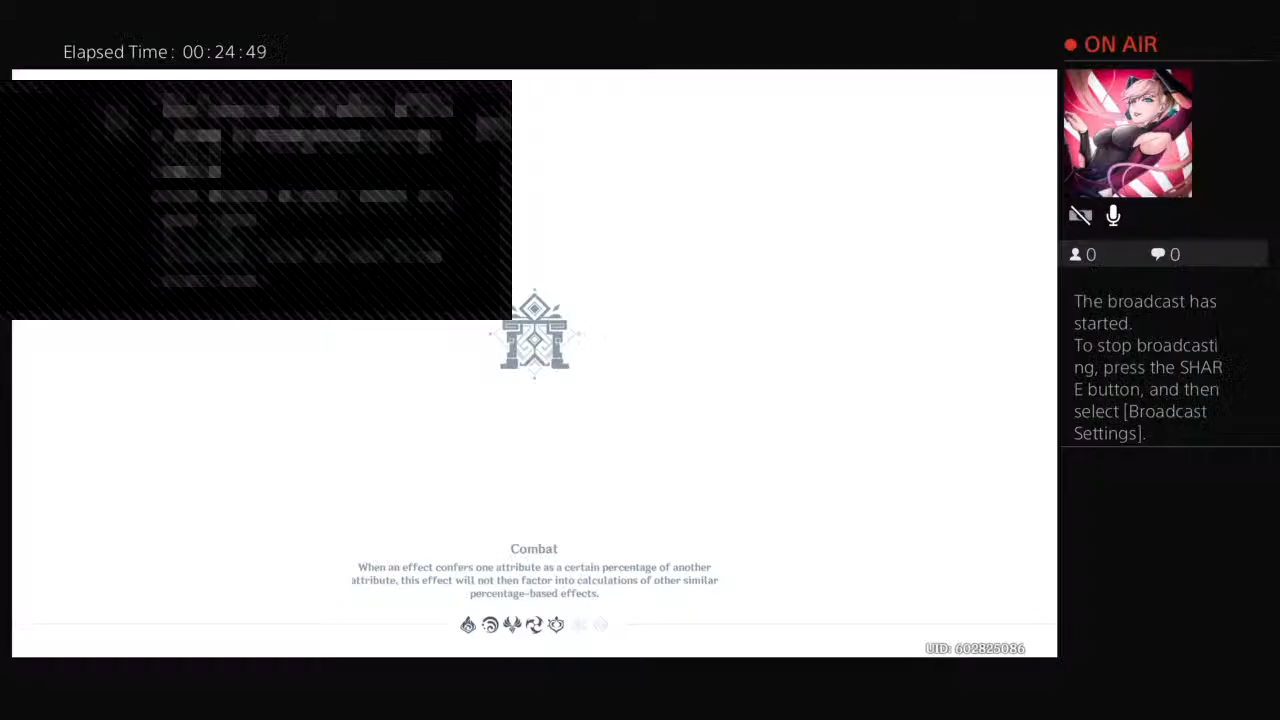 Elapsed Time: 00:24:49
ON AIR
0 0
The broadcast has
started.
To stop broadcasti
ng, press the SHAR
E button, and then
select [Broadcast
Settings].
Combat
When an effect confers one attribute as a certain percentage of another
attribute, this effect will not then factor into calculations of other similar
percentage-based effects.
UID: 602825086